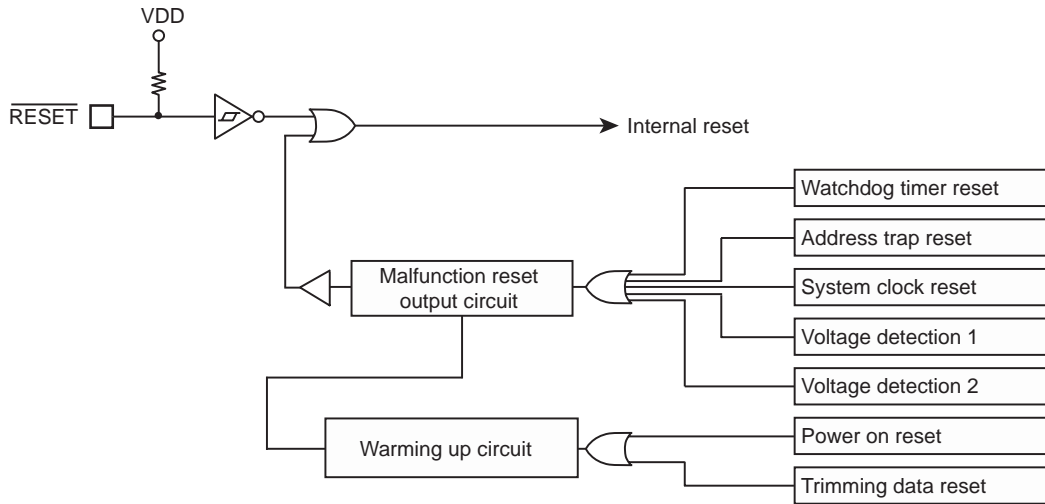 VDD
RESET
Internal reset
Watchdog timer reset
Address trap reset
Malfunction reset
output circuit
System clock reset
Voltage detection 1
Voltage detection 2
Warming up circuit
Power on reset
Trimming data reset